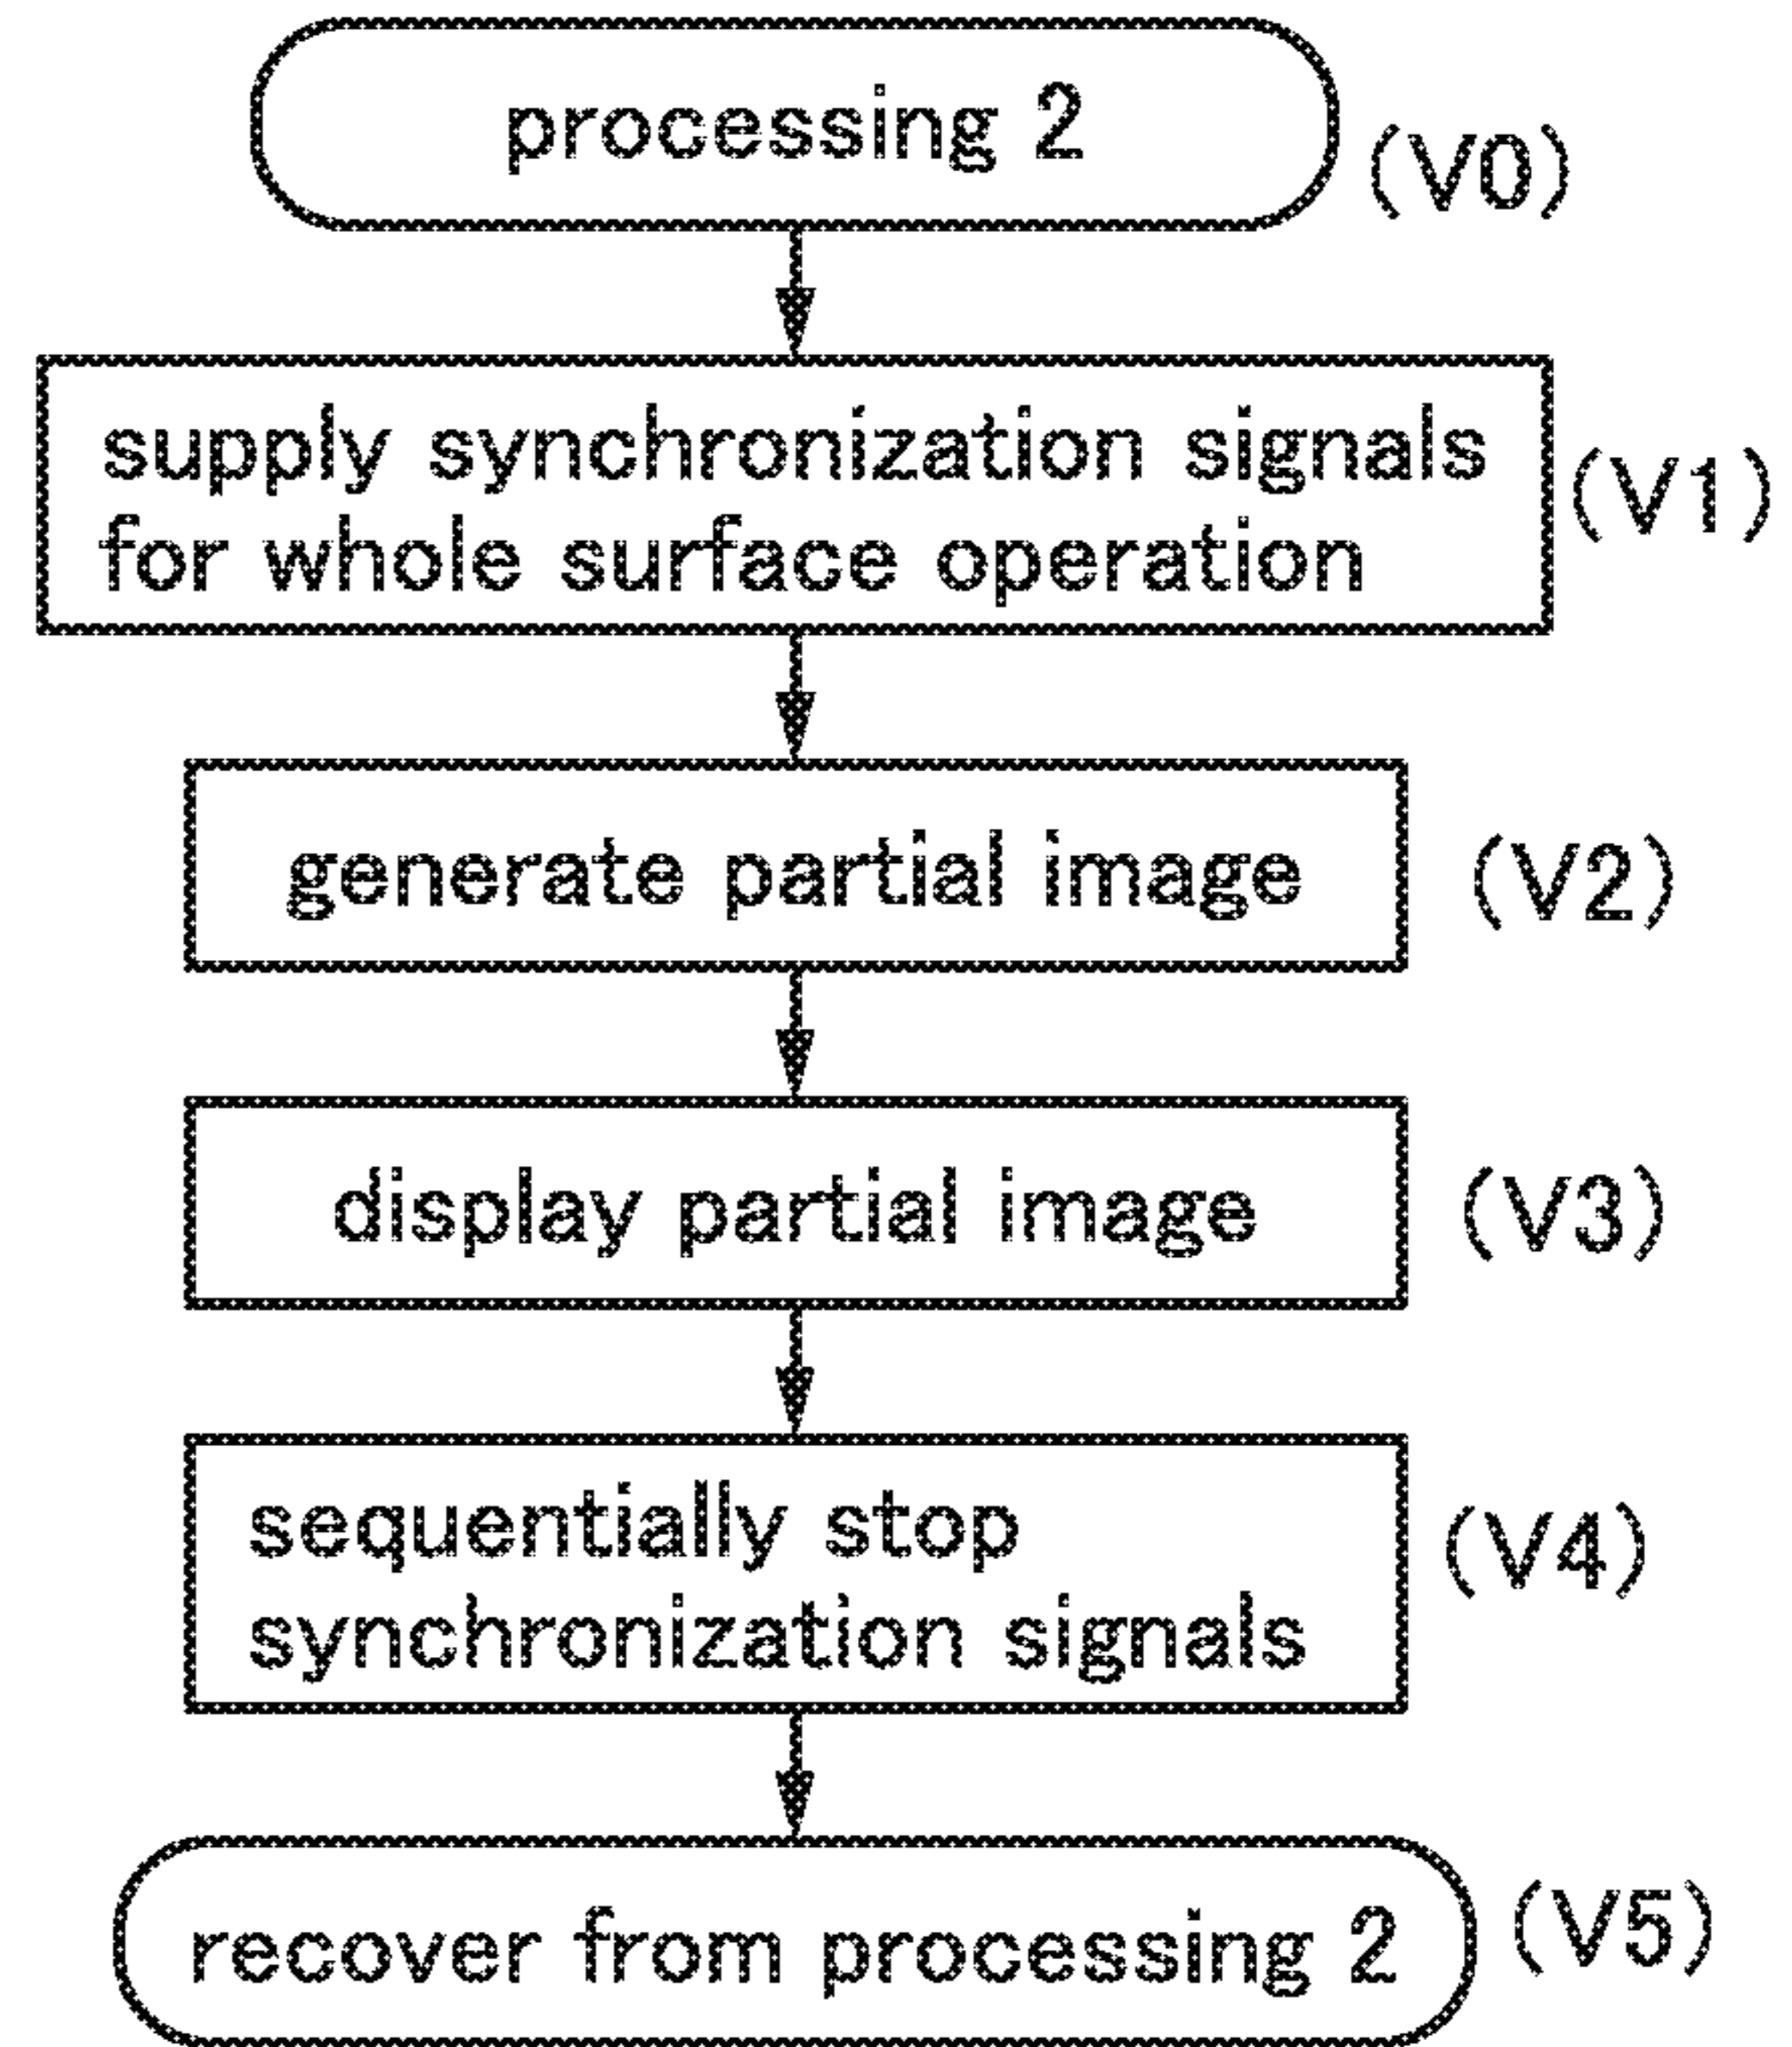 processing 2
(V0)
supply synchronization signals
for whole surface operation
(V1)
generate partial image
(V2)
display partial image
(V3)
sequentially stop
synchronization signals
(V4)
recover from processing 2
(V5)